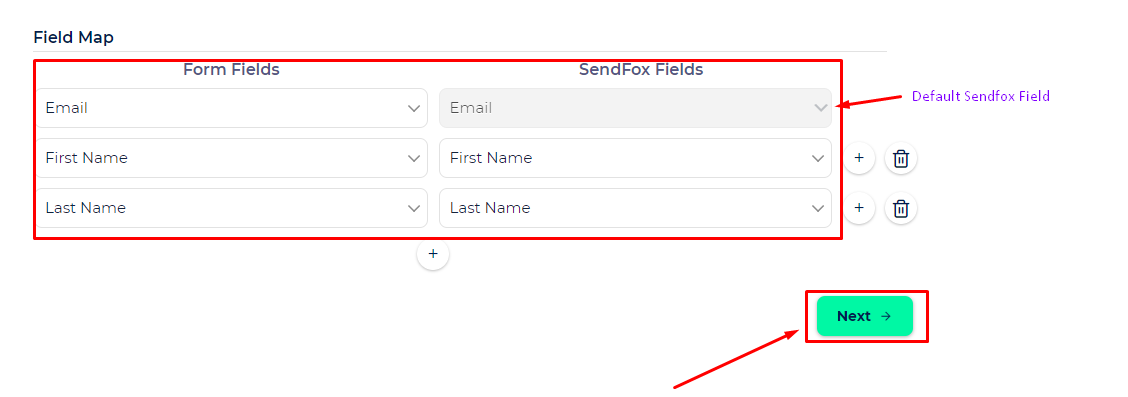 Field Map
Form Fields SendFox Fields
Email Email Default Sendfox Field
First Name First Name +
Last Name Last Name +
+
Next →